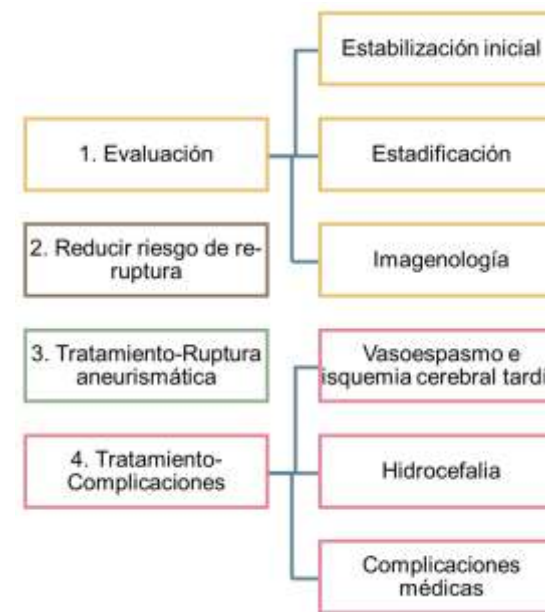 Estabilización inicial
1. Evaluación
Estadificación
Imagenología
2. Reducir riesgo de re-
ruptura
3. Tratamiento-Ruptura
aneurismática
4. Tratamiento-
Complicaciones
Vasoespasmo e
isquemia cerebral tardí
Hidrocefalia
Complicaciones
médicas